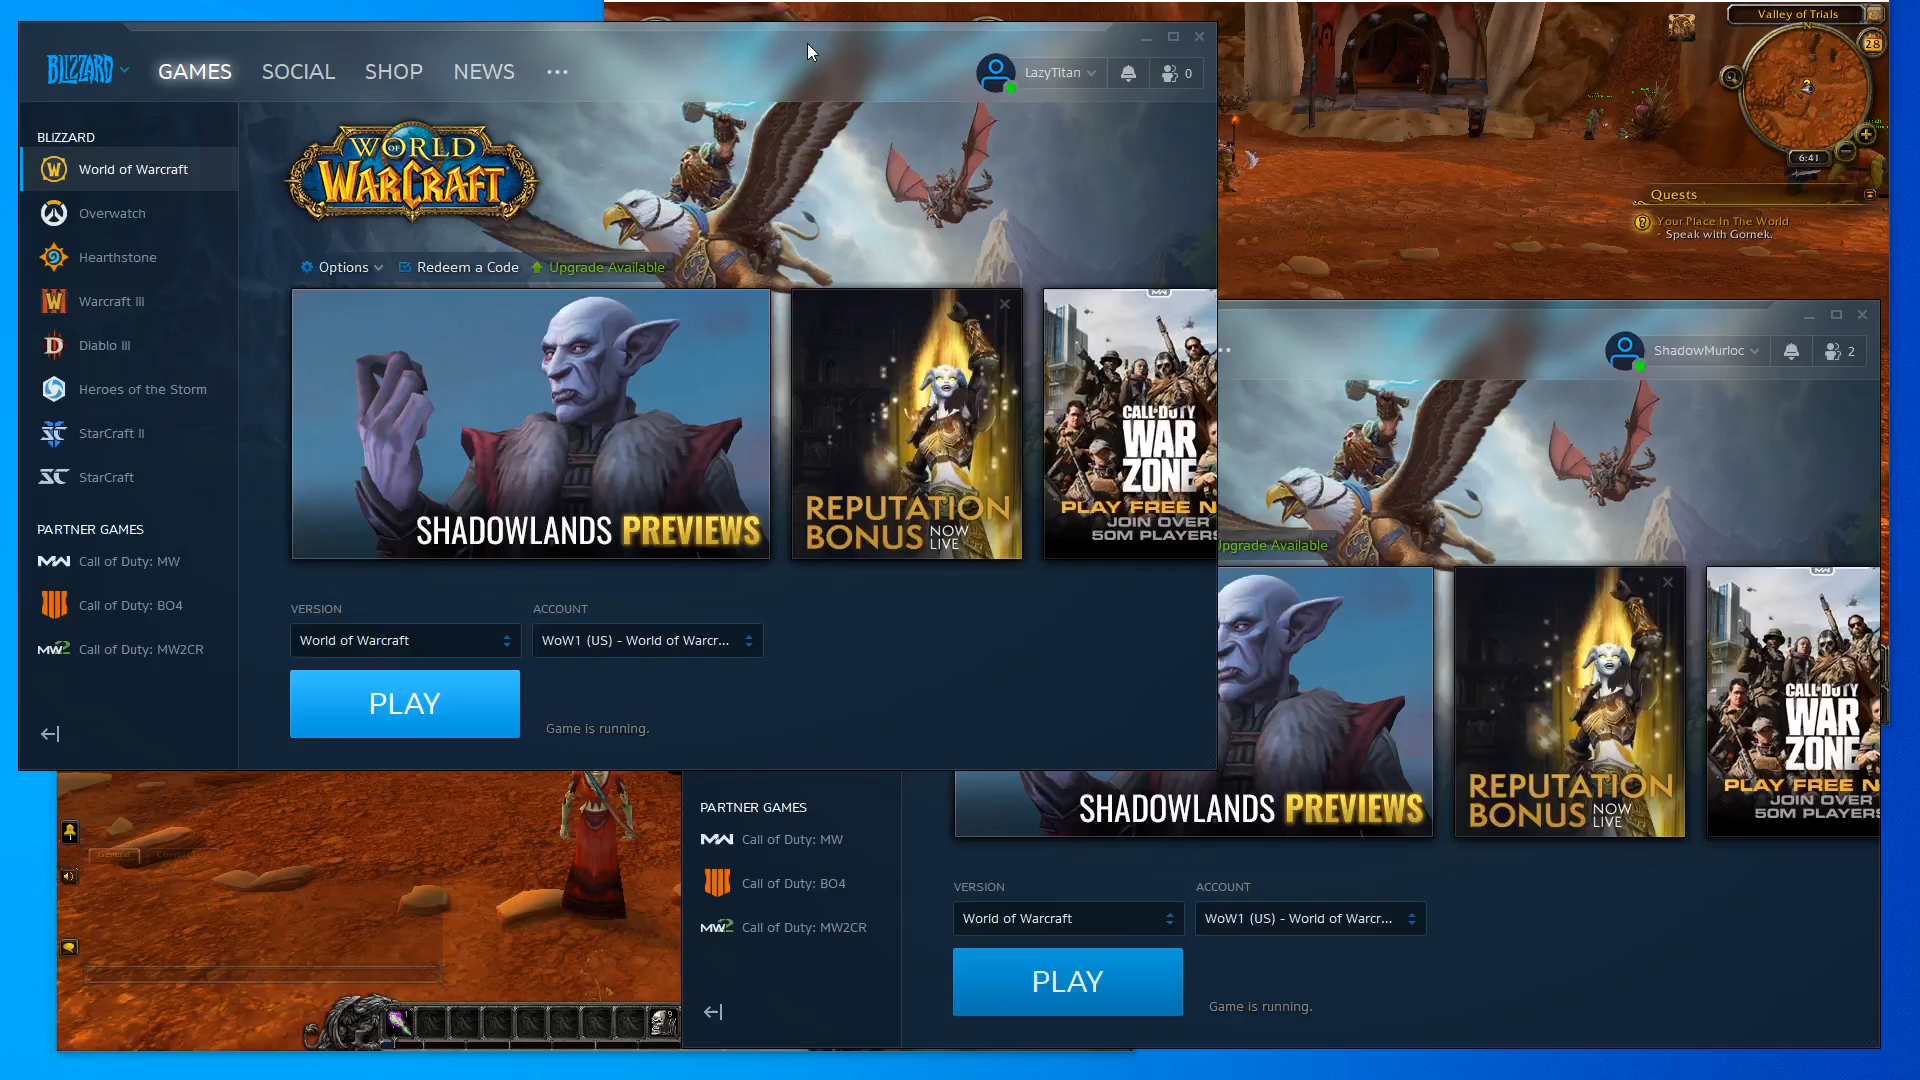 BLIZZARD
GAMES
SOCIAL
SHOP
NEWS
LazyTitan
0
BLIZZARD
World of Warcraft
Overwatch
Hearthstone
Warcraft III
Diablo III
Heroes of the Storm
StarCraft II
StarCraft
PARTNER GAMES
Call of Duty: MW
Call of Duty: BO4
Call of Duty: MW2CR
WORLD OF WARCRAFT
Options
Redeem a Code
Upgrade Available
SHADOWLANDS PREVIEWS
REPUTATION
BONUS NOW LIVE
CALL OF DUTY
WAR
ZONE
PLAY FREE N
JOIN OVER
50M PLAYERS
VERSION
ACCOUNT
World of Warcraft
WoW1 (US) - World of Warcr...
PLAY
Game is running.
Valley of Trials
N
28
6:41
Quests
Your Place In The World
- Speak with Gornek.
ShadowMurloc
2
Upgrade Available
SHADOWLANDS PREVIEWS
REPUTATION
BONUS NOW LIVE
CALL OF DUTY
WAR
ZONE
PLAY FREE N
JOIN OVER
50M PLAYERS
PARTNER GAMES
Call of Duty: MW
Call of Duty: BO4
Call of Duty: MW2CR
VERSION
ACCOUNT
World of Warcraft
WoW1 (US) - World of Warcr...
PLAY
Game is running.
General